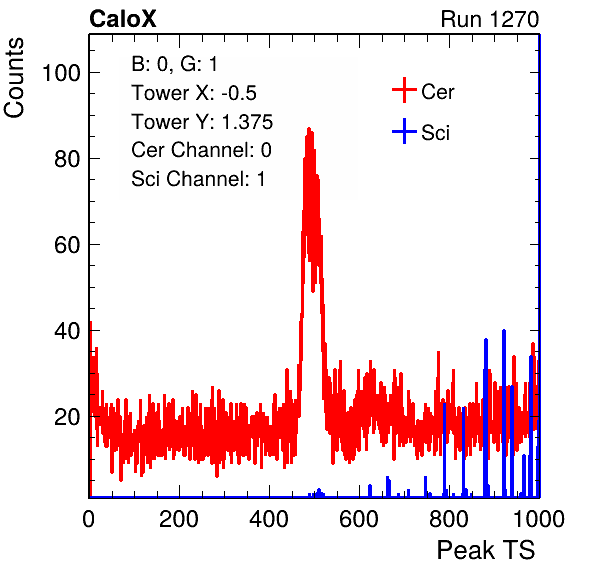 CaloX Run 1270
Counts
B: 0, G: 1
Tower X: -0.5
Tower Y: 1.375
Cer Channel: 0
Sci Channel: 1
Cer
Sci
100
80
60
40
20
0 200 400 600 800 1000
Peak TS